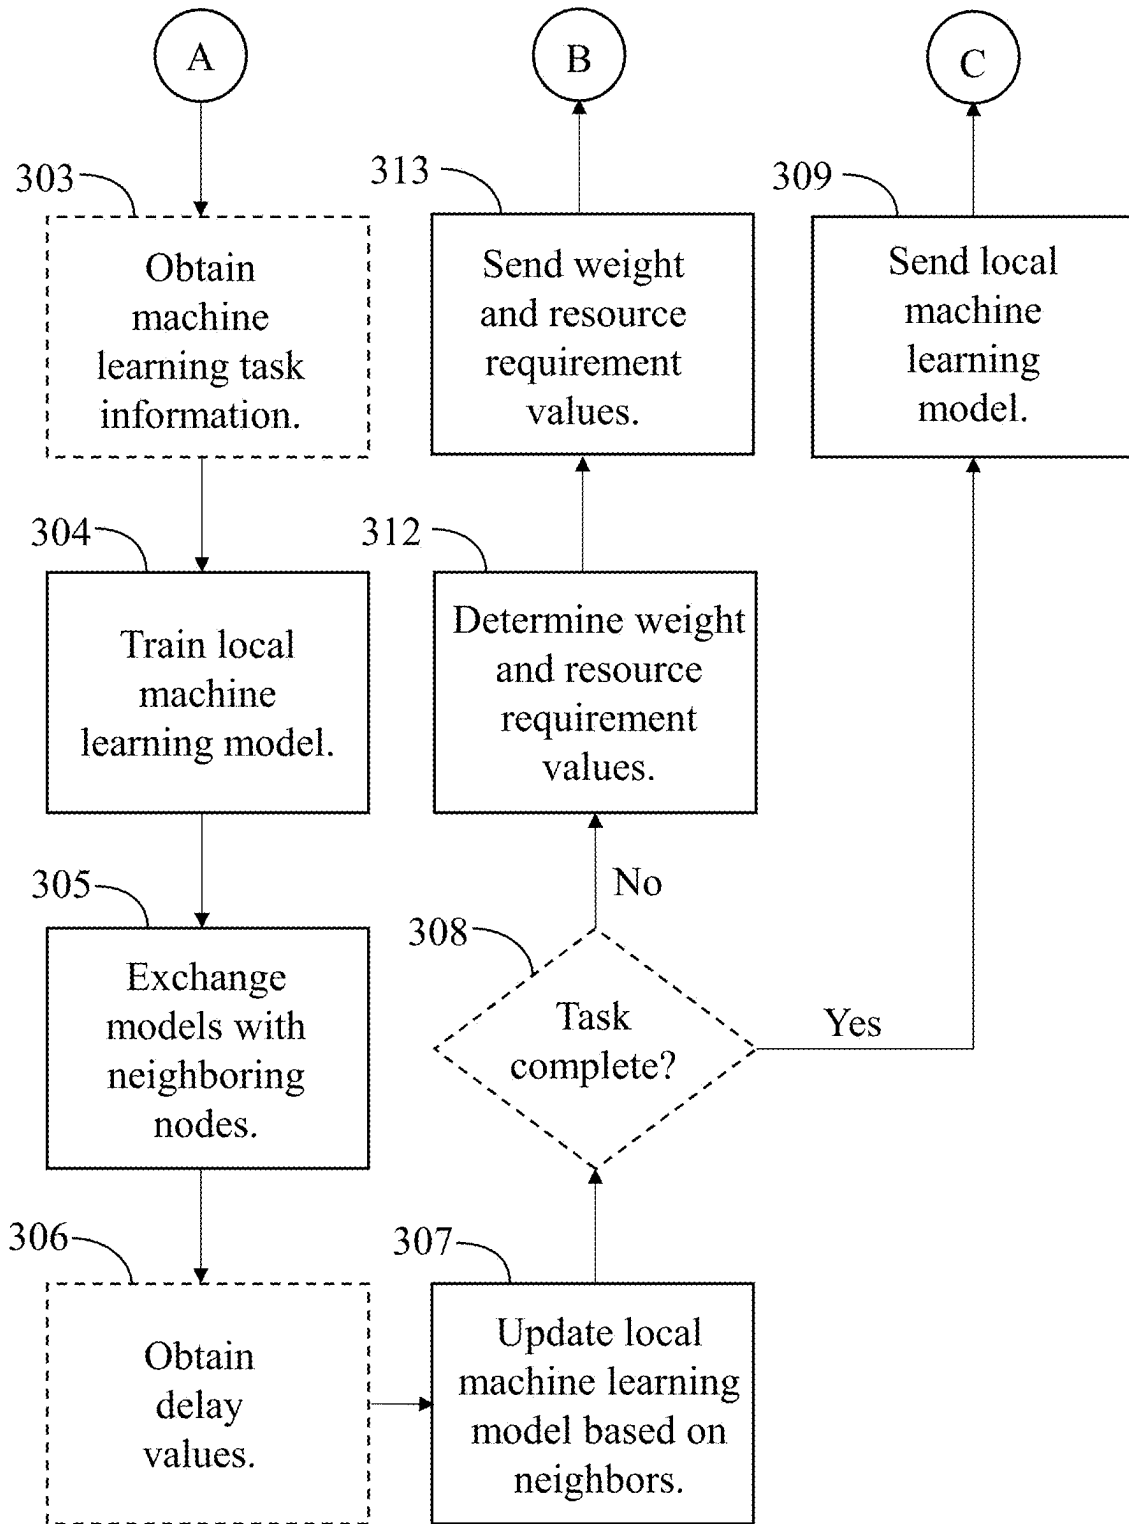 A
303
Obtain
machine
learning task
information.
304
Train local
machine
learning model.
305
Exchange
models with
neighboring
nodes.
306
Obtain
delay
values.
B
313
Send weight
and resource
requirement
values.
312
Determine weight
and resource
requirement
values.
No
308
Task
complete?
Yes
307
Update local
machine learning
model based on
neighbors.
C
309
Send local
machine
learning
model.